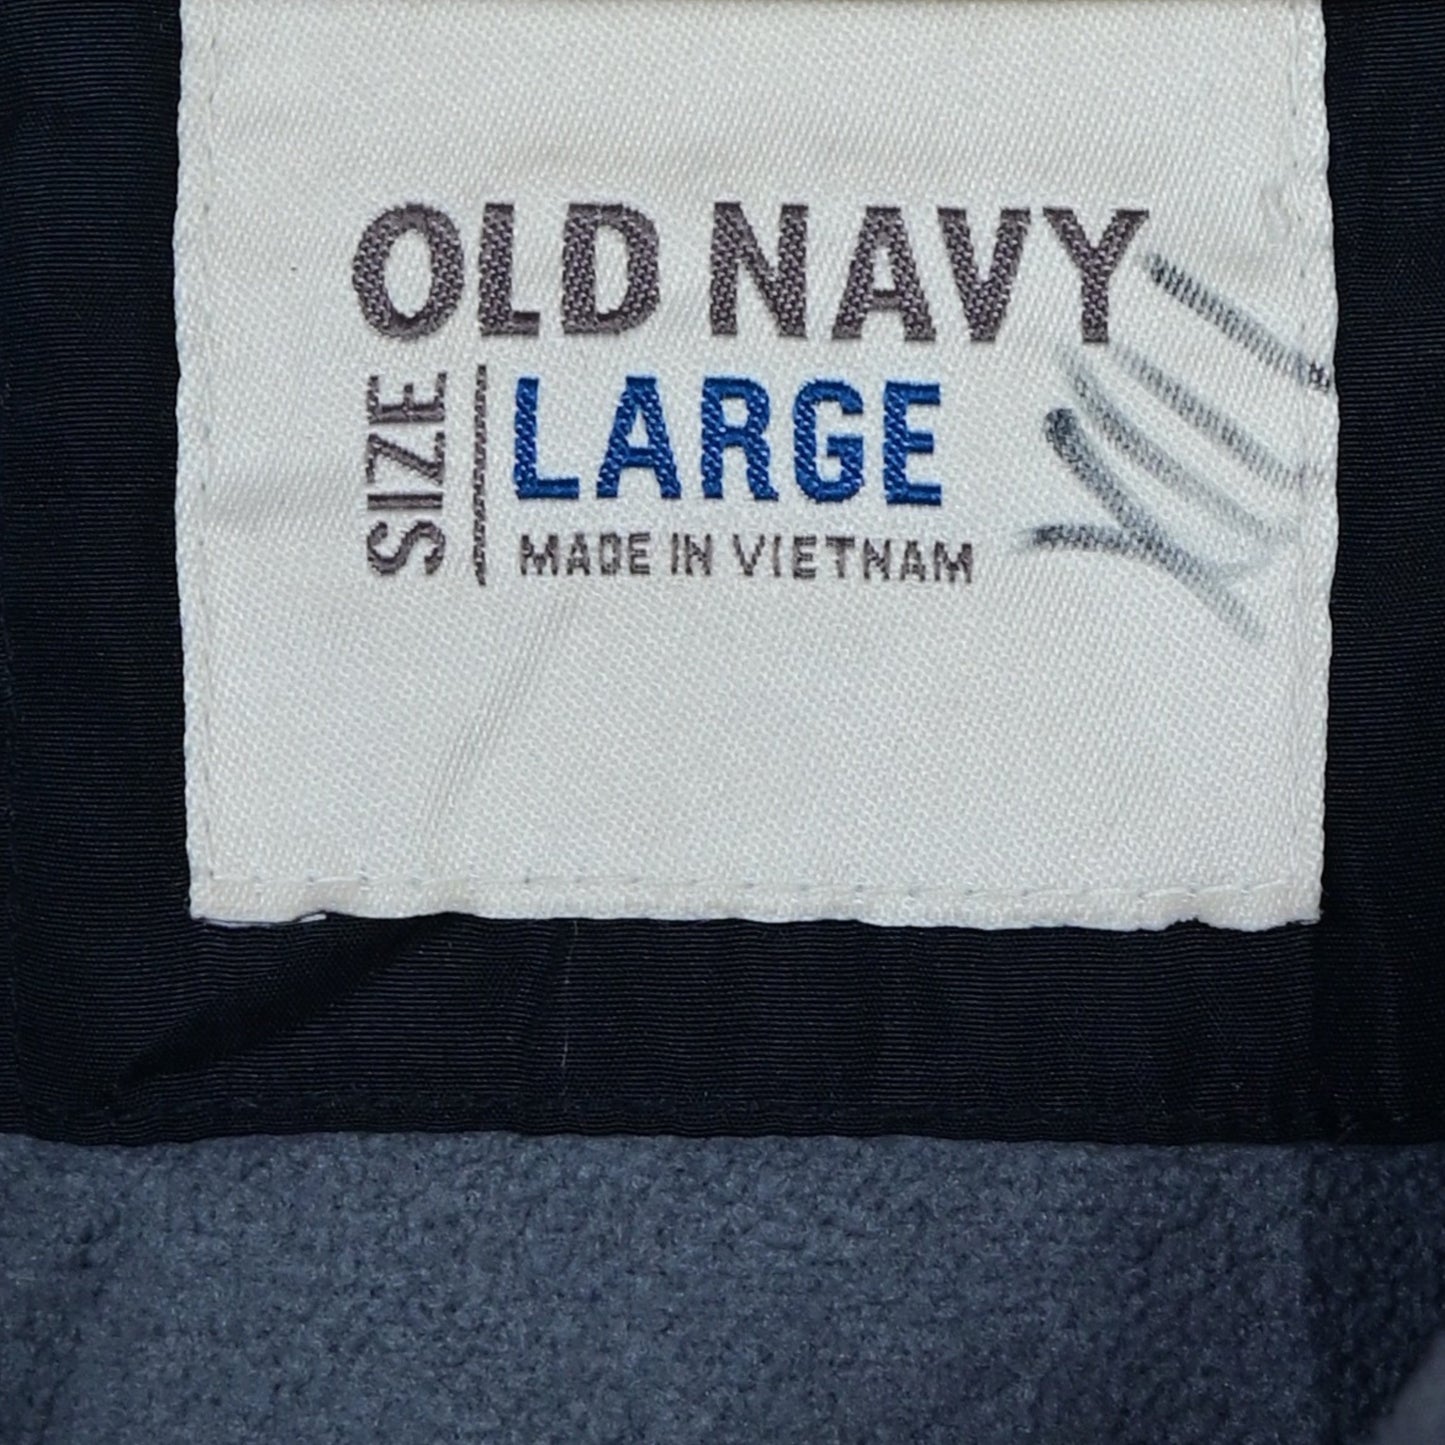 OLD NAVY
SIZE
LARGE
MADE IN VIETNAM